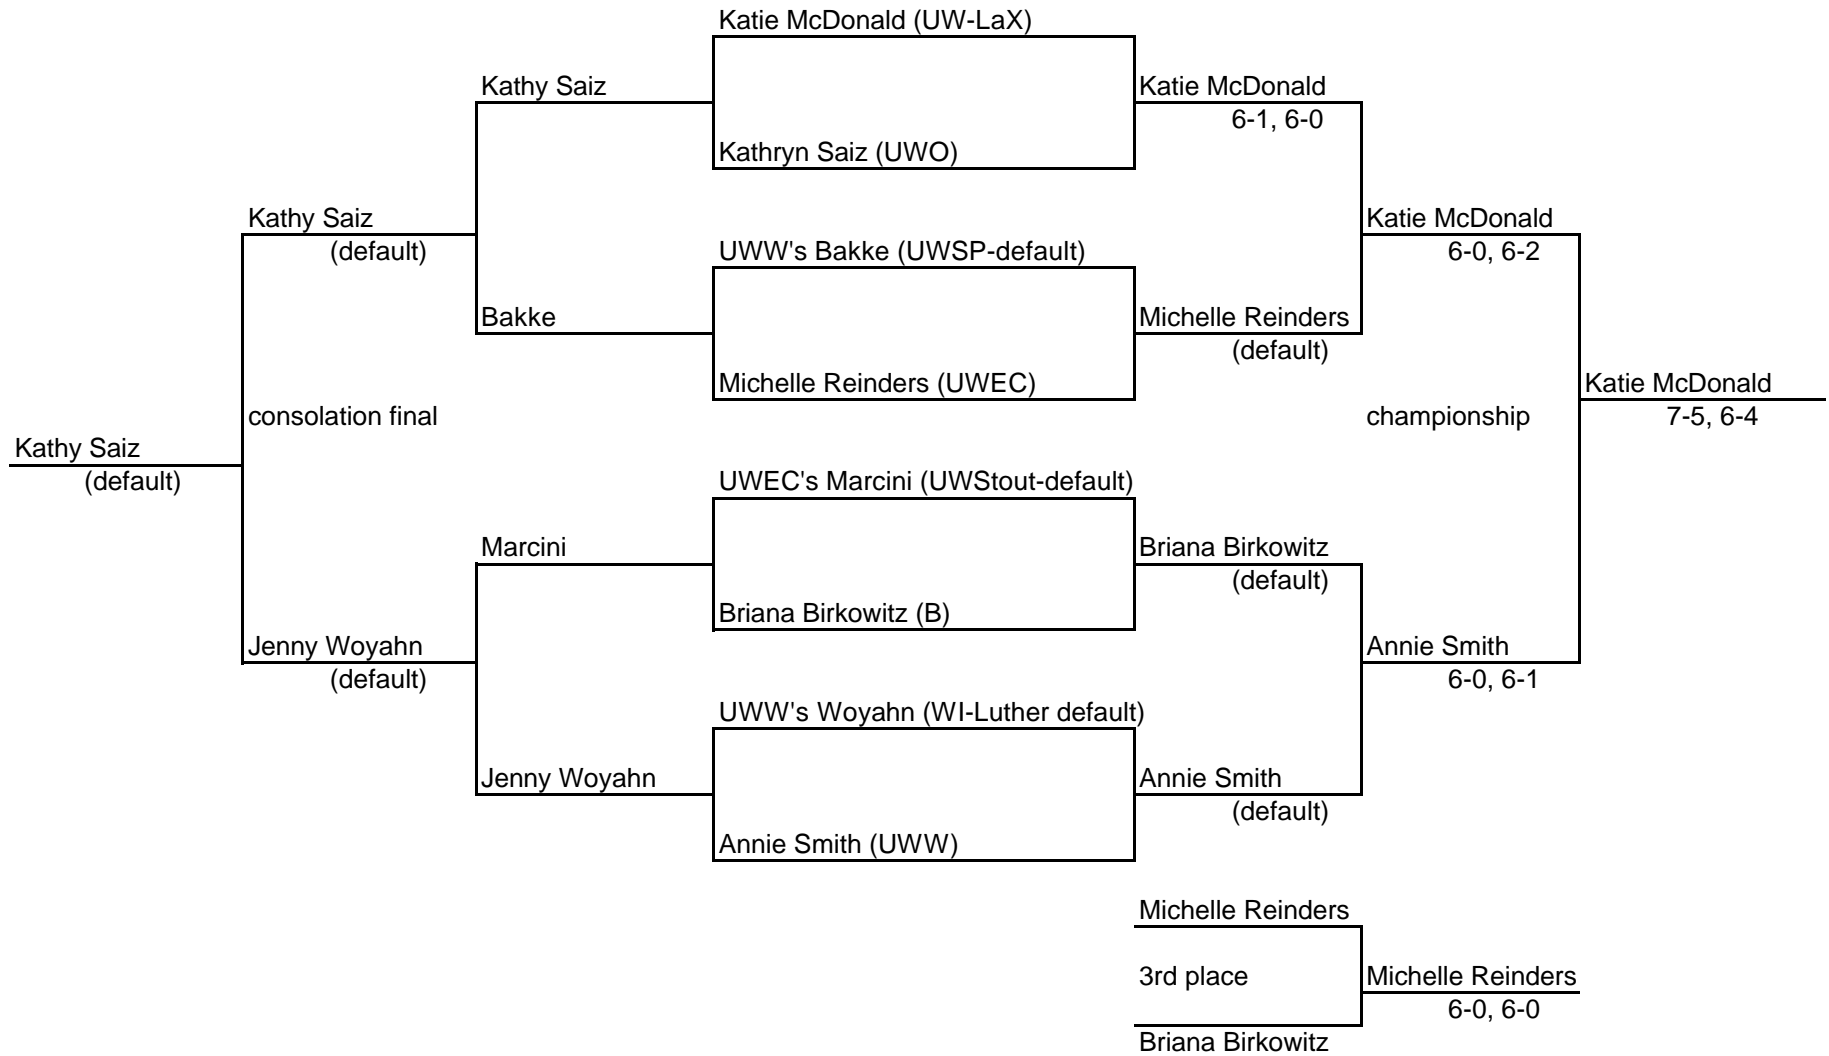 Katie McDonald (UW-LaX)
Kathy Saiz
Katie McDonald
6-1, 6-0
Kathryn Saiz (UWO)
Kathy Saiz
Katie McDonald
(default)
UWW's Bakke (UWSP-default)
6-0, 6-2
Bakke
Michelle Reinders
(default)
Michelle Reinders (UWEC)
Katie McDonald
consolation final
championship
7-5, 6-4
Kathy Saiz
(default)
UWEC's Marcini (UWStout-default)
Marcini
Briana Birkowitz
(default)
Briana Birkowitz (B)
Jenny Woyahn
Annie Smith
(default)
6-0, 6-1
UWW's Woyahn (WI-Luther default)
Jenny Woyahn
Annie Smith
(default)
Annie Smith (UWW)
Michelle Reinders
3rd place
Michelle Reinders
6-0, 6-0
Briana Birkowitz